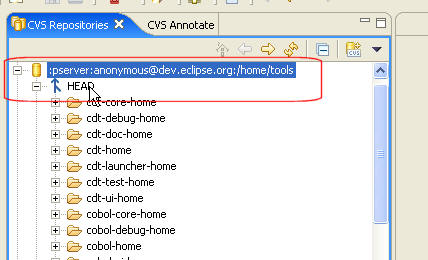 CVS Repositories CVS Annotate
CVS
:pserver:anonymous@dev.eclipse.org:/home/tools
HEAD
cdt-core-home
cdt-debug-home
cdt-doc-home
cdt-home
cdt-launcher-home
cdt-test-home
cdt-ui-home
cobol-core-home
cobol-debug-home
cobol-home